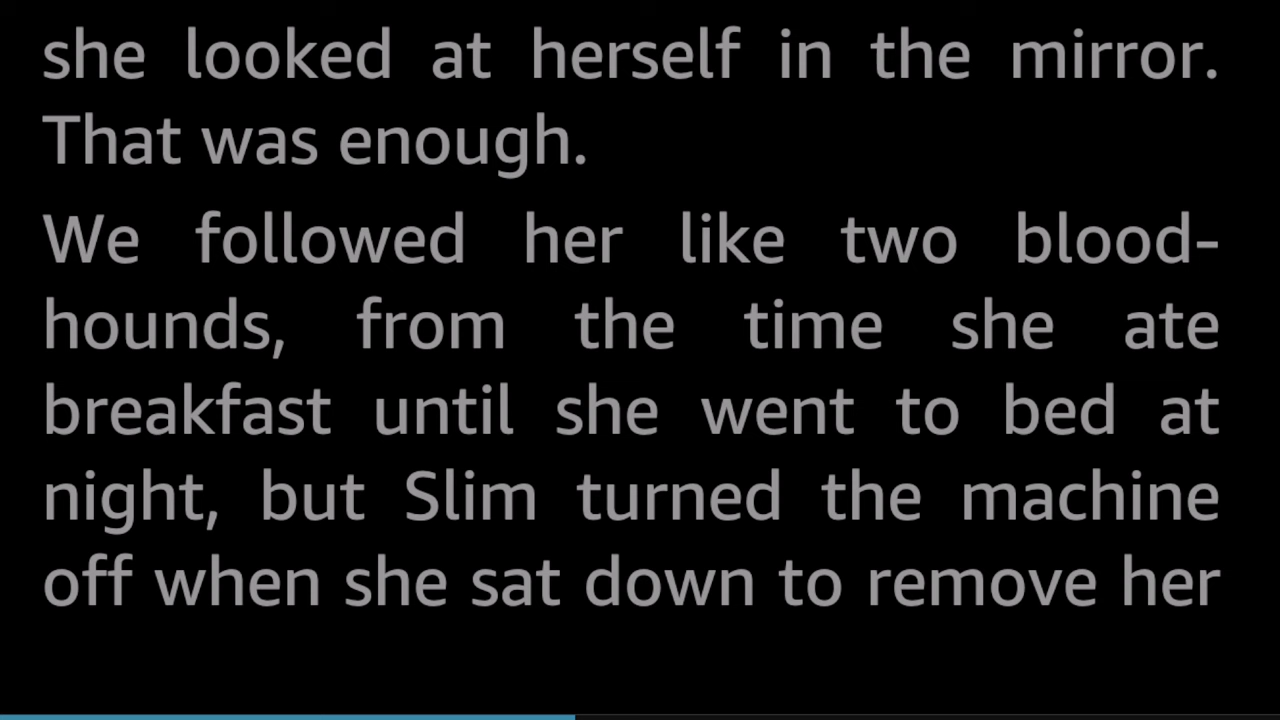 she looked at herself in the mirror.
That was enough.
We followed her like two blood-
hounds, from the time she ate
breakfast until she went to bed at
night, but Slim turned the machine
off when she sat down to remove her